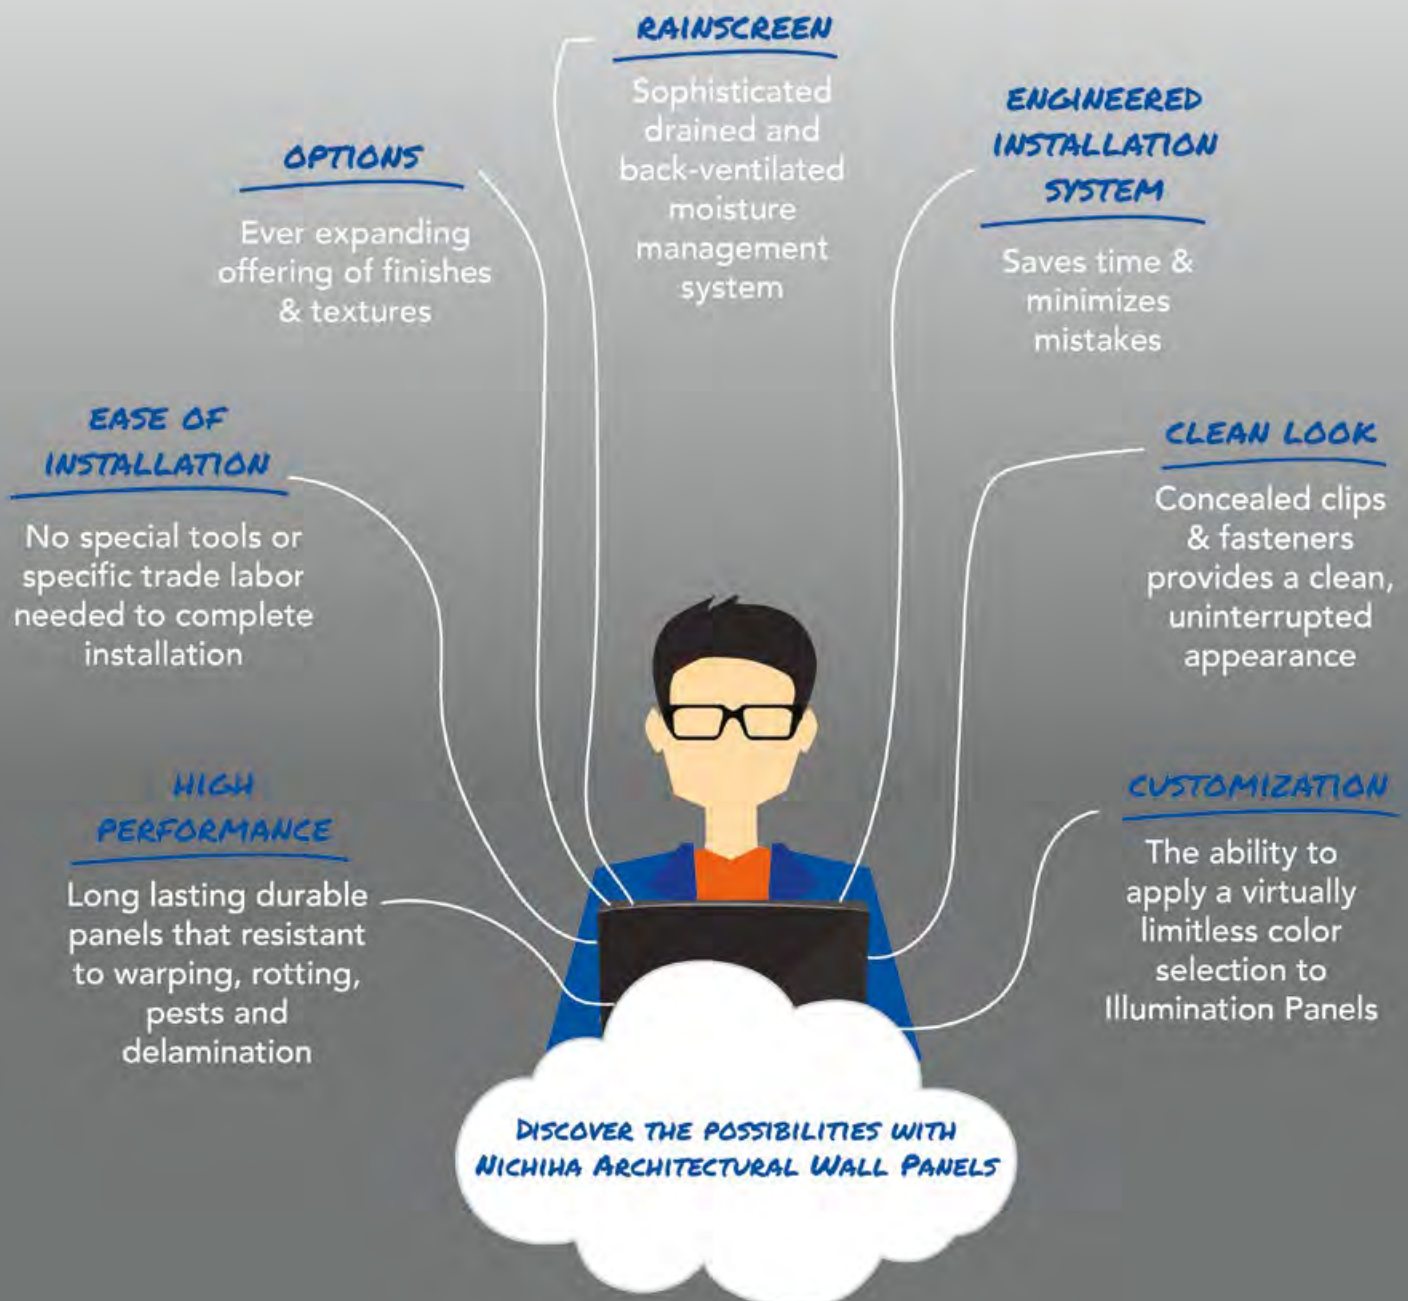 RAINSCREEN
Sophisticated
drained and
back-ventilated
moisture
management
system
ENGINEERED
INSTALLATION
SYSTEM
Saves time &
minimizes
mistakes
OPTIONS
Ever expanding
offering of finishes
& textures
EASE OF
INSTALLATION
No special tools or
specific trade labor
needed to complete
installation
CLEAN LOOK
Concealed clips
& fasteners
provides a clean,
uninterrupted
appearance
HIGH
PERFORMANCE
Long lasting durable
panels that resistant
to warping, rotting,
pests and
delamination
CUSTOMIZATION
The ability to
apply a virtually
limitless color
selection to
Illumination Panels
DISCOVER THE POSSIBILITIES WITH
NICHIHA ARCHITECTURAL WALL PANELS